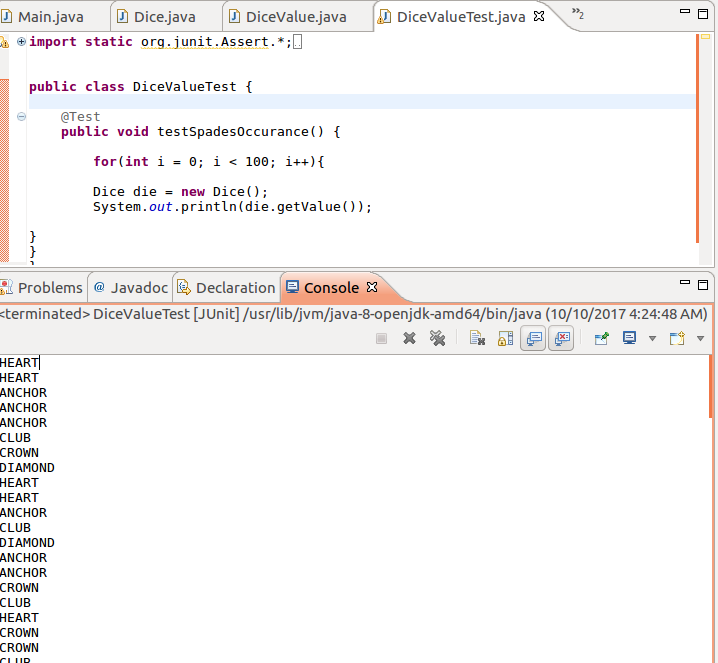 Main.java Dice.java DiceValue.java DiceValueTest.java »2
import static org.junit.Assert.*;
public class DiceValueTest {
@Test
public void testSpadesOccurance() {
for(int i = 0; i < 100; i++){
Dice die = new Dice();
System.out.println(die.getValue());
}
}
}
Problems @ Javadoc Declaration Console
<terminated> DiceValueTest [JUnit] /usr/lib/jvm/java-8-openjdk-amd64/bin/java (10/10/2017 4:24:48 AM)
HEART
HEART
ANCHOR
ANCHOR
ANCHOR
CLUB
CROWN
DIAMOND
HEART
HEART
ANCHOR
CLUB
DIAMOND
ANCHOR
ANCHOR
CROWN
CLUB
HEART
CROWN
CROWN
CLUB